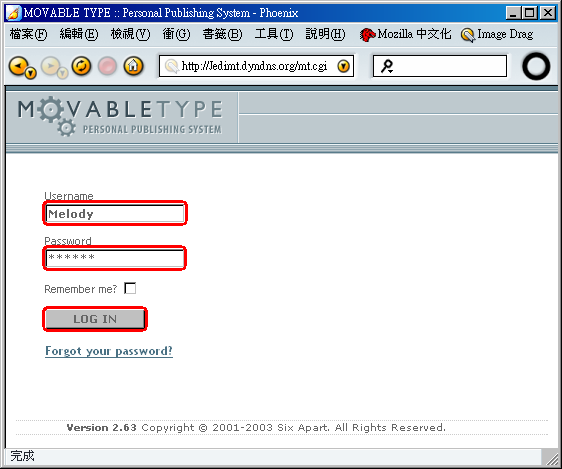 MOVABLE TYPE :: Personal Publishing System - Phoenix
檔案(F) 編輯(E) 檢視(V) 衝(G) 書籤(B) 工具(T) 說明(H) Mozilla 中文化 Image Drag
http://Jedimt.dyndns.org/mt.cgi
MOVABLETYPE
PERSONAL PUBLISHING SYSTEM
Username
Melody
Password
******
Remember me?
LOG IN
Forgot your password?
Version 2.63 Copyright © 2001-2003 Six Apart. All Rights Reserved.
完成